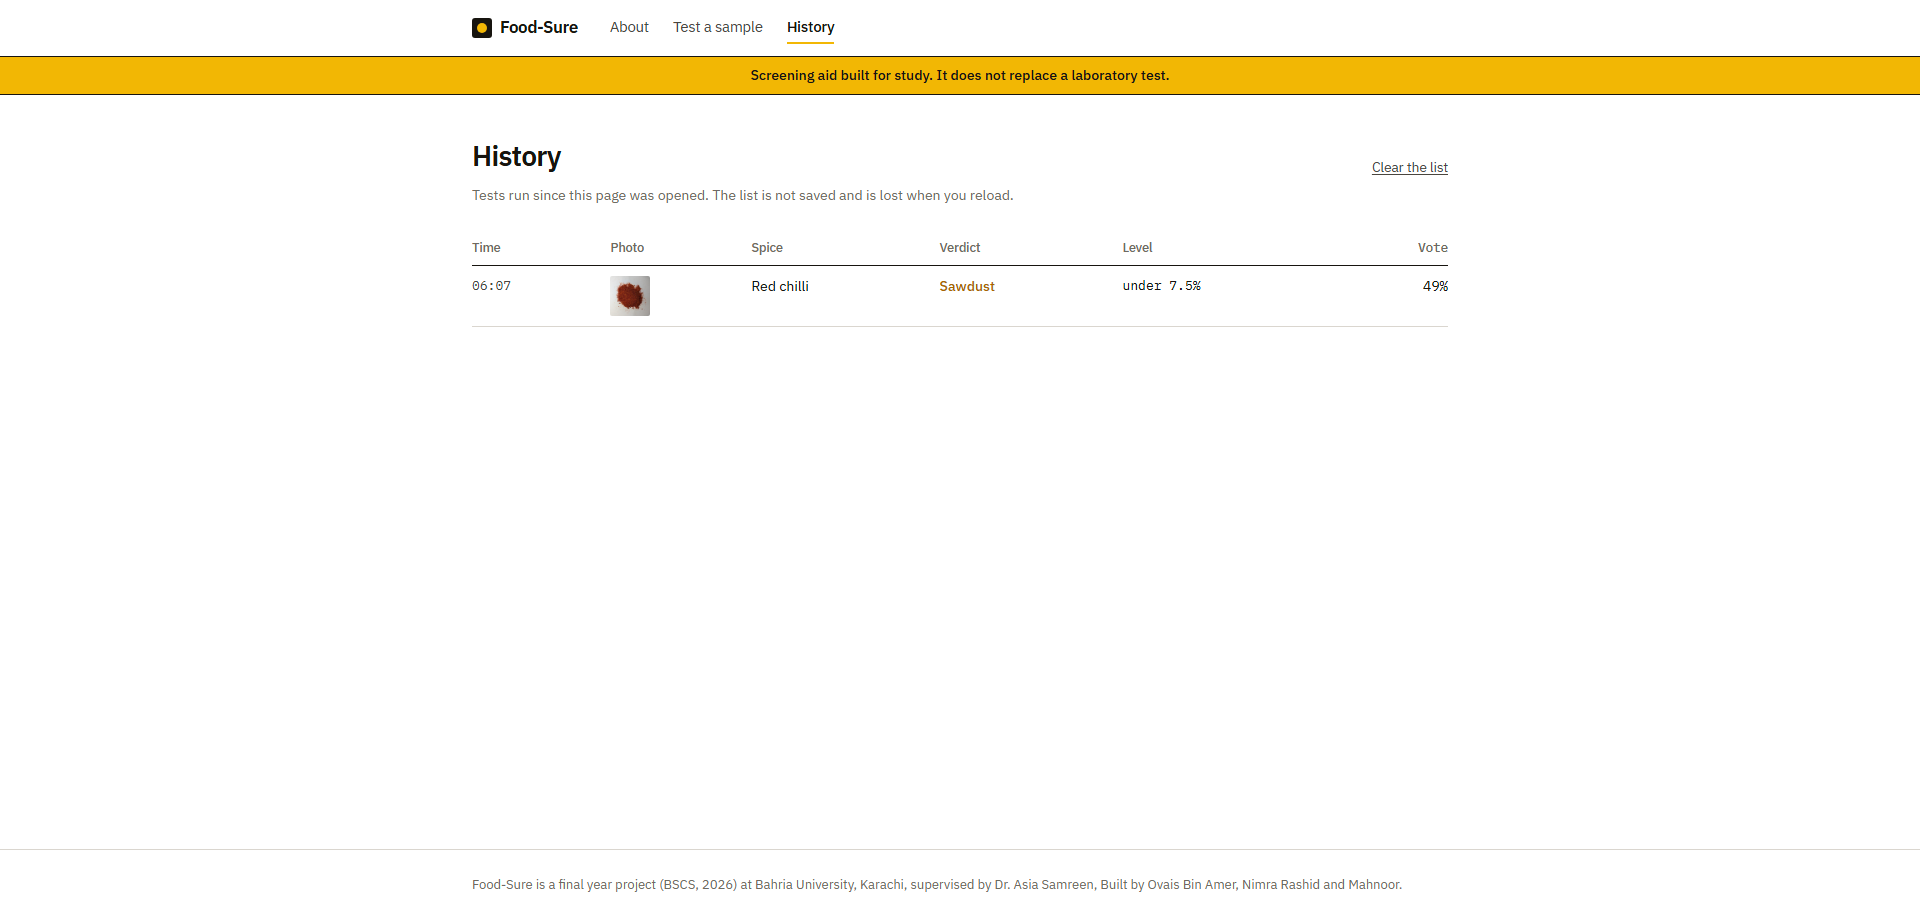 Food-Sure About Test a sample History
Screening aid built for study. It does not replace a laboratory test.
History
Clear the list
Tests run since this page was opened. The list is not saved and is lost when you reload.
Time Photo Spice Verdict Level Vote
06:07 Red chilli Sawdust under 7.5% 49%
Food-Sure is a final year project (BSCS, 2026) at Bahria University, Karachi, supervised by Dr. Asia Samreen, Built by Ovais Bin Amer, Nimra Rashid and Mahnoor.